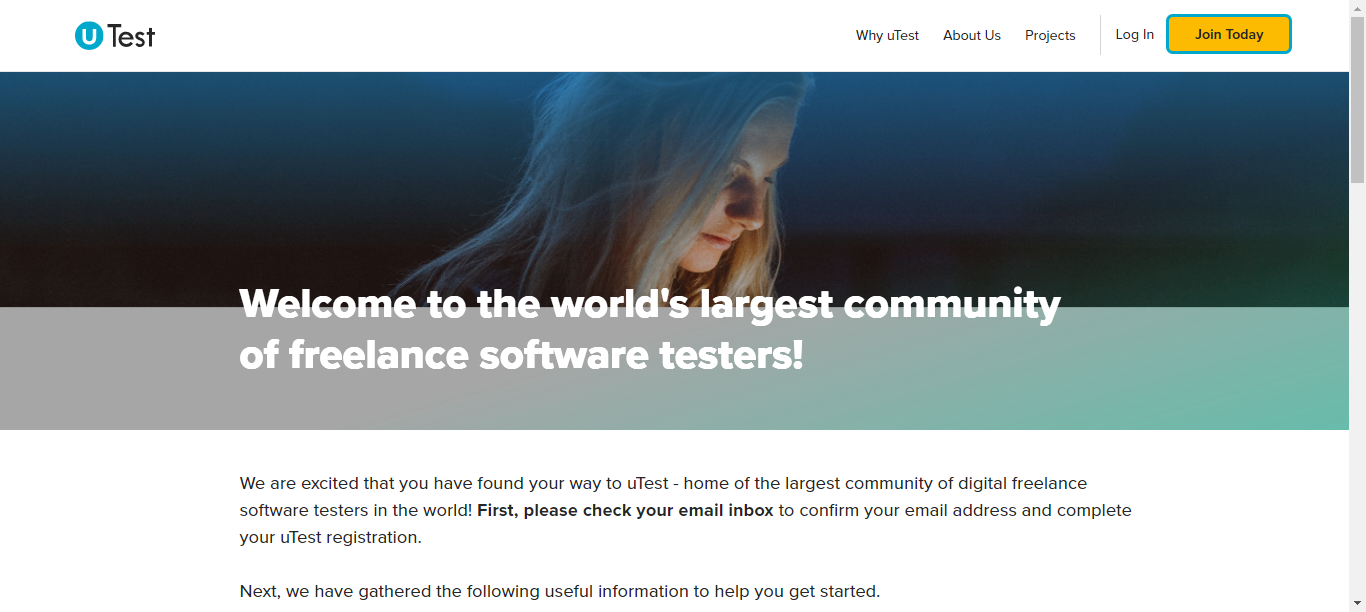 uTest
Why uTest
About Us
Projects
Log In
Join Today
Welcome to the world's largest community
of freelance software testers!
We are excited that you have found your way to uTest - home of the largest community of digital freelance
software testers in the world! First, please check your email inbox to confirm your email address and complete
your uTest registration.
Next, we have gathered the following useful information to help you get started.